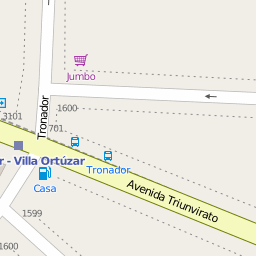 Jumbo
1600
3101
Tronador
701
r - Villa Ortúzar
Tronador
Casa
Avenida Triunvirato
1599
1600